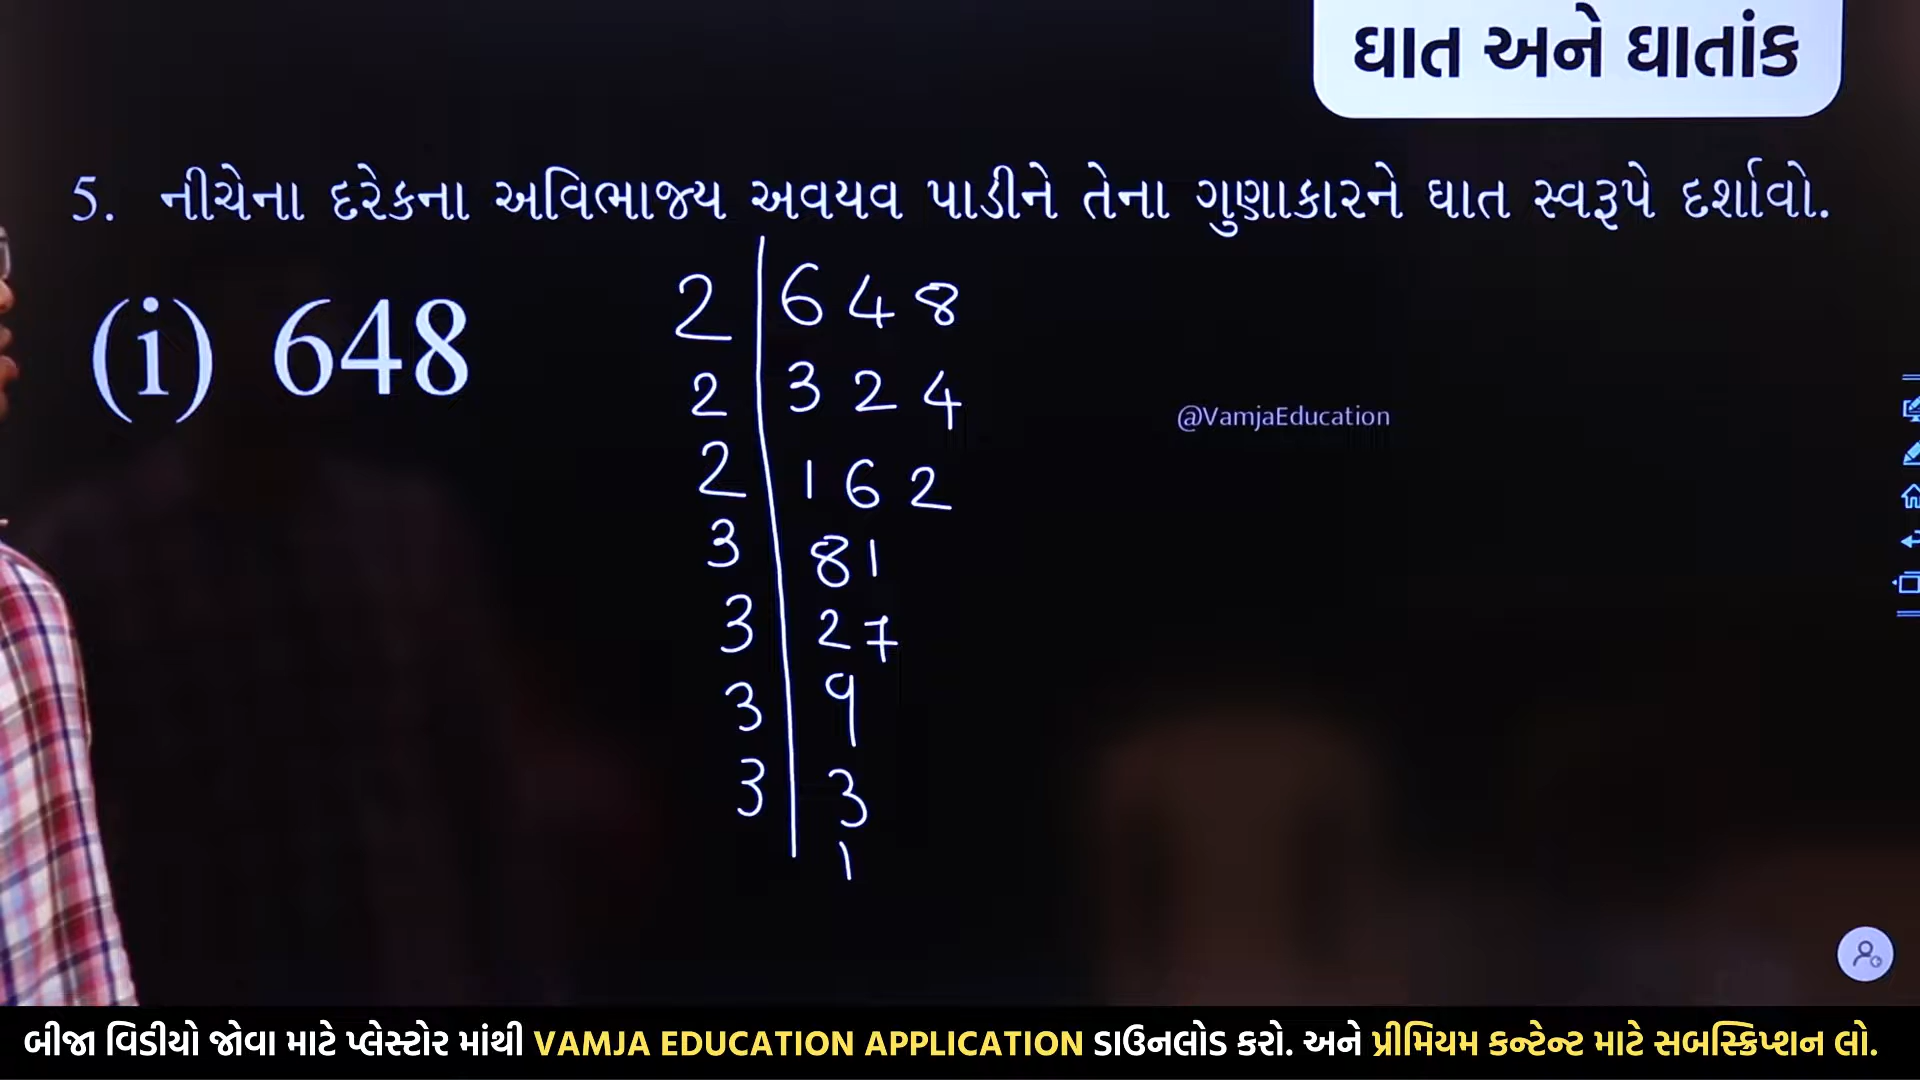 ઘાત અને ઘાતાંક
5. નીચેના દરેકના અવિભાજ્ય અવયવ પાડીને તેના ગુણાકારને ઘાત સ્વરૂપે દર્શાવો.
(i) 648
2 | 648
2 | 324
2 | 162
3 | 81
3 | 27
3 | 9
3 | 3
1
@VamjaEducation
બીજા વિડીયો જોવા માટે પ્લેસ્ટોર માંથી VAMJA EDUCATION APPLICATION ડાઉનલોડ કરો. અને પ્રીમિયમ કન્ટેન્ટ માટે સબસ્ક્રિપ્શન લો.